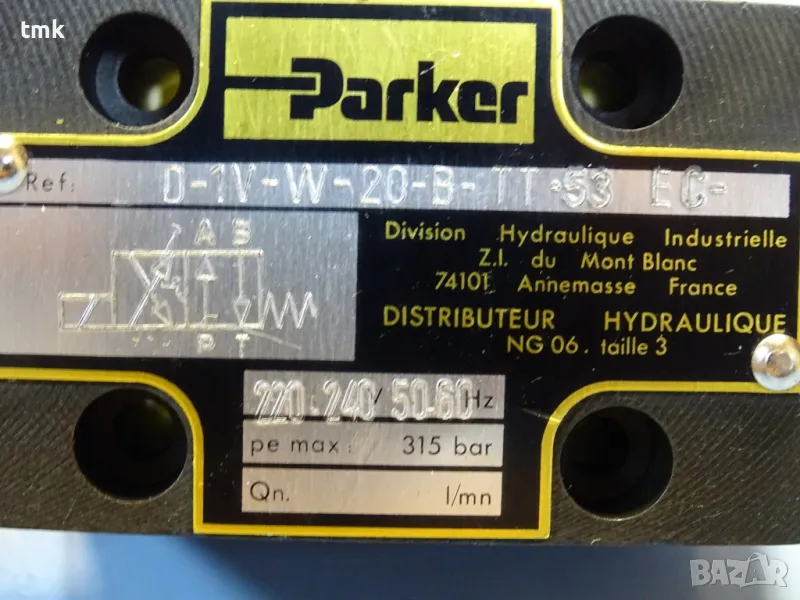 tmk
Parker
Ref: D-1V-W-20-B-TT-53 EC-
A B
P T
Division Hydraulique Industrielle
Z.I. du Mont Blanc
74101 Annemasse France
DISTRIBUTEUR HYDRAULIQUE
NG 06. taille 3
220-240 V 50-60 Hz
pe max: 315 bar
Qn. l/mn
BAZAR